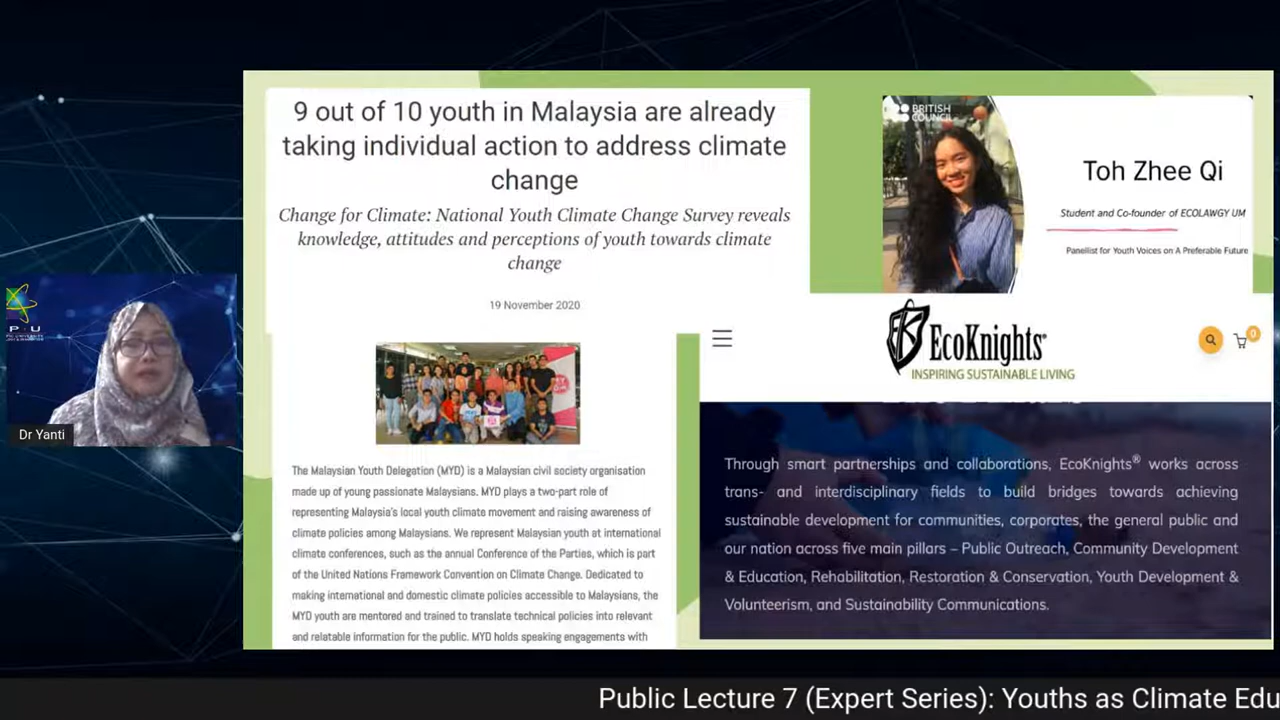 9 out of 10 youth in Malaysia are already
taking individual action to address climate
change
Change for Climate: National Youth Climate Change Survey reveals
knowledge, attitudes and perceptions of youth towards climate
change
19 November 2020
BRITISH
COUNCIL
Toh Zhee Qi
Student and Co-founder of ECOLAWGY UM
Panellist for Youth Voices on A Preferable Future
EcoKnights®
INSPIRING SUSTAINABLE LIVING
0
The Malaysian Youth Delegation (MYD) is a Malaysian civil society organisation
made up of young passionate Malaysians. MYD plays a two-part role of
representing Malaysia's local youth climate movement and raising awareness of
climate policies among Malaysians. We represent Malaysian youth at international
climate conferences, such as the annual Conference of the Parties, which is part
of the United Nations Framework Convention on Climate Change. Dedicated to
making international and domestic climate policies accessible to Malaysians, the
MYD youth are mentored and trained to translate technical policies into relevant
and relatable information for the public. MYD holds speaking engagements with
Through smart partnerships and collaborations, EcoKnights® works across
trans- and interdisciplinary fields to build bridges towards achieving
sustainable development for communities, corporates, the general public and
our nation across five main pillars – Public Outreach, Community Development
& Education, Rehabilitation, Restoration & Conservation, Youth Development &
Volunteerism, and Sustainability Communications.
Dr Yanti
Public Lecture 7 (Expert Series): Youths as Climate Edu